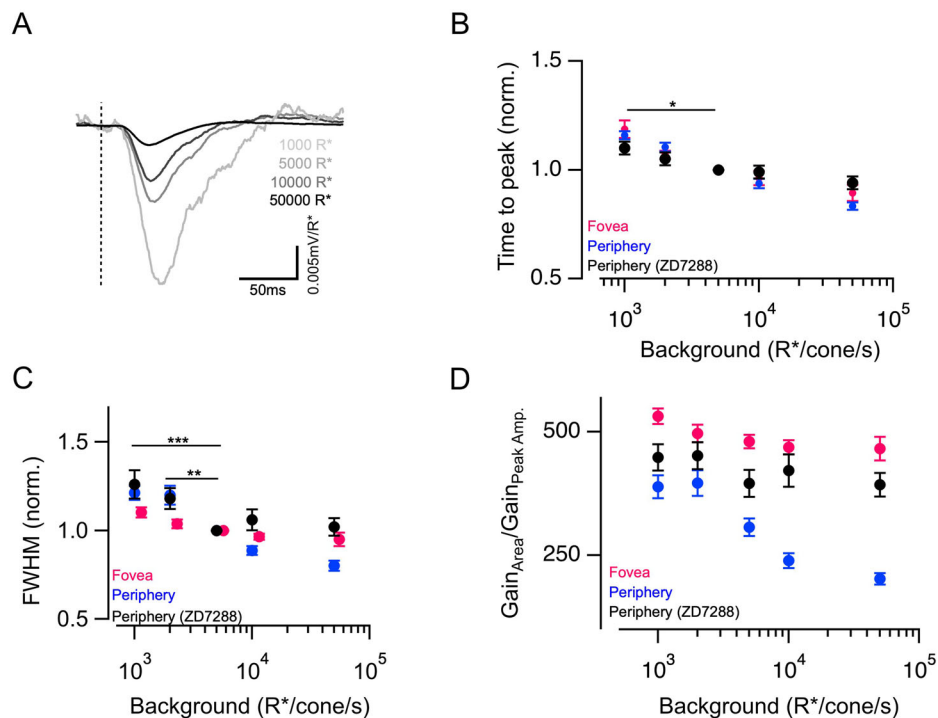 A
1000 R*
5000 R*
10000 R*
50000 R*
0.005mV/R*
50ms
B
Time to peak (norm.)
1.5
1.0
0.5
*
Fovea
Periphery
Periphery (ZD7288)
10³ 10⁴ 10⁵
Background (R*/cone/s)
C
FWHM (norm.)
1.5
1.0
0.5
***
**
Fovea
Periphery
Periphery (ZD7288)
10³ 10⁴ 10⁵
Background (R*/cone/s)
D
Gain_Area/Gain_Peak Amp.
500
250
Fovea
Periphery
Periphery (ZD7288)
10³ 10⁴ 10⁵
Background (R*/cone/s)